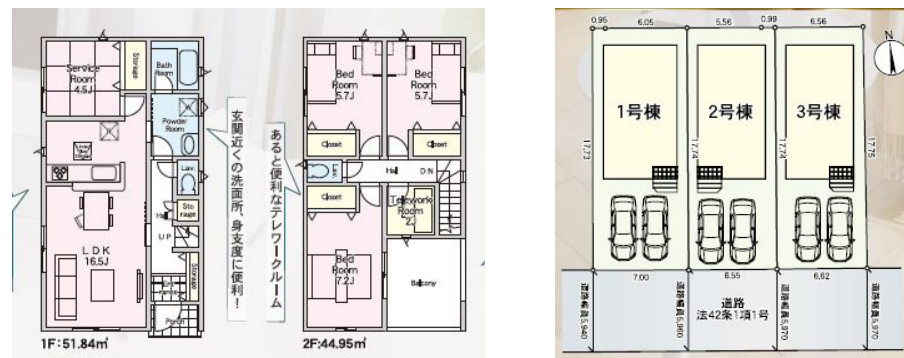 Service
Room
4.5J
Storage
Bath
Room
Powder
Room
Lav.
Sto
rage
Hall
UP
LDK
16.5J
Storage
Ent
rance
Porch
1F:51.84㎡
玄関近くの洗面所、身支度に便利!
あると便利なテレワークルーム
Bed
Room
5.7J
Bed
Room
5.7J
Closet
Closet
Lav.
Hall
DN
Closet
Telework
Room
2J
Bed
Room
7.2J
Balcony
2F:44.95㎡
0.95
6.05
5.56
0.99
6.56
N
1号棟
2号棟
3号棟
17.73
17.74
17.74
17.75
7.00
6.55
6.62
道路幅員5,940
道路幅員5,960
道路
法42条1項1号
道路幅員5,970
道路幅員5,970